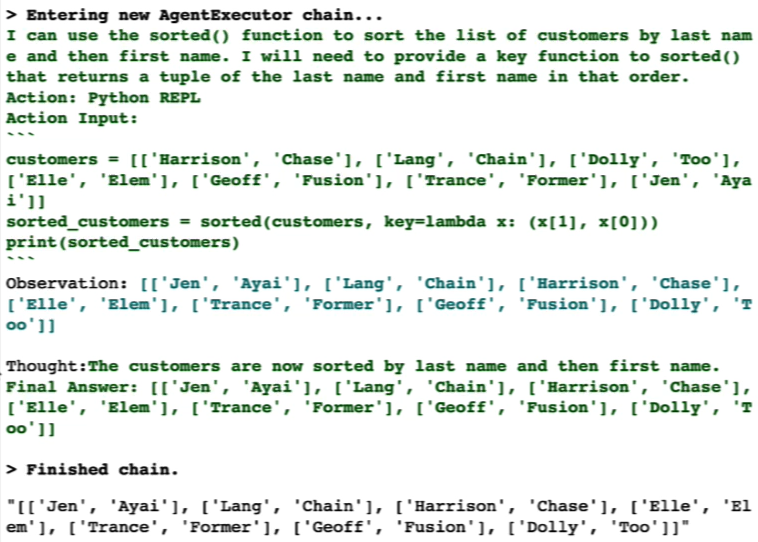 > Entering new AgentExecutor chain...
I can use the sorted() function to sort the list of customers by last nam
e and then first name. I will need to provide a key function to sorted()
that returns a tuple of the last name and first name in that order.
Action: Python REPL
Action Input:
```
customers = [['Harrison', 'Chase'], ['Lang', 'Chain'], ['Dolly', 'Too'],
['Elle', 'Elem'], ['Geoff', 'Fusion'], ['Trance', 'Former'], ['Jen', 'Aya
i']]
sorted_customers = sorted(customers, key=lambda x: (x[1], x[0]))
print(sorted_customers)
```
Observation: [['Jen', 'Ayai'], ['Lang', 'Chain'], ['Harrison', 'Chase'],
['Elle', 'Elem'], ['Trance', 'Former'], ['Geoff', 'Fusion'], ['Dolly', 'T
oo']]
Thought:The customers are now sorted by last name and then first name.
Final Answer: [['Jen', 'Ayai'], ['Lang', 'Chain'], ['Harrison', 'Chase'],
['Elle', 'Elem'], ['Trance', 'Former'], ['Geoff', 'Fusion'], ['Dolly', 'T
oo']]
> Finished chain.
"[['Jen', 'Ayai'], ['Lang', 'Chain'], ['Harrison', 'Chase'], ['Elle', 'El
em'], ['Trance', 'Former'], ['Geoff', 'Fusion'], ['Dolly', 'Too']]"